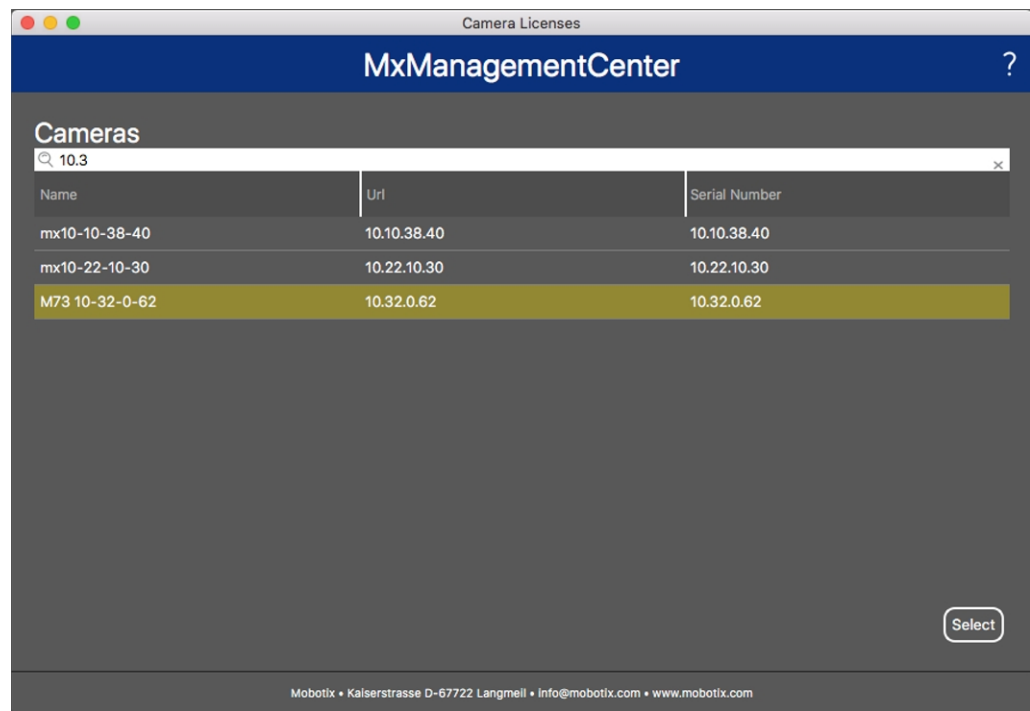 Camera Licenses
MxManagementCenter ?
Cameras
10.3 ×
Name Url Serial Number
mx10-10-38-40 10.10.38.40 10.10.38.40
mx10-22-10-30 10.22.10.30 10.22.10.30
M73 10-32-0-62 10.32.0.62 10.32.0.62
Select
Mobotix • Kaiserstrasse D-67722 Langmeil • info@mobotix.com • www.mobotix.com